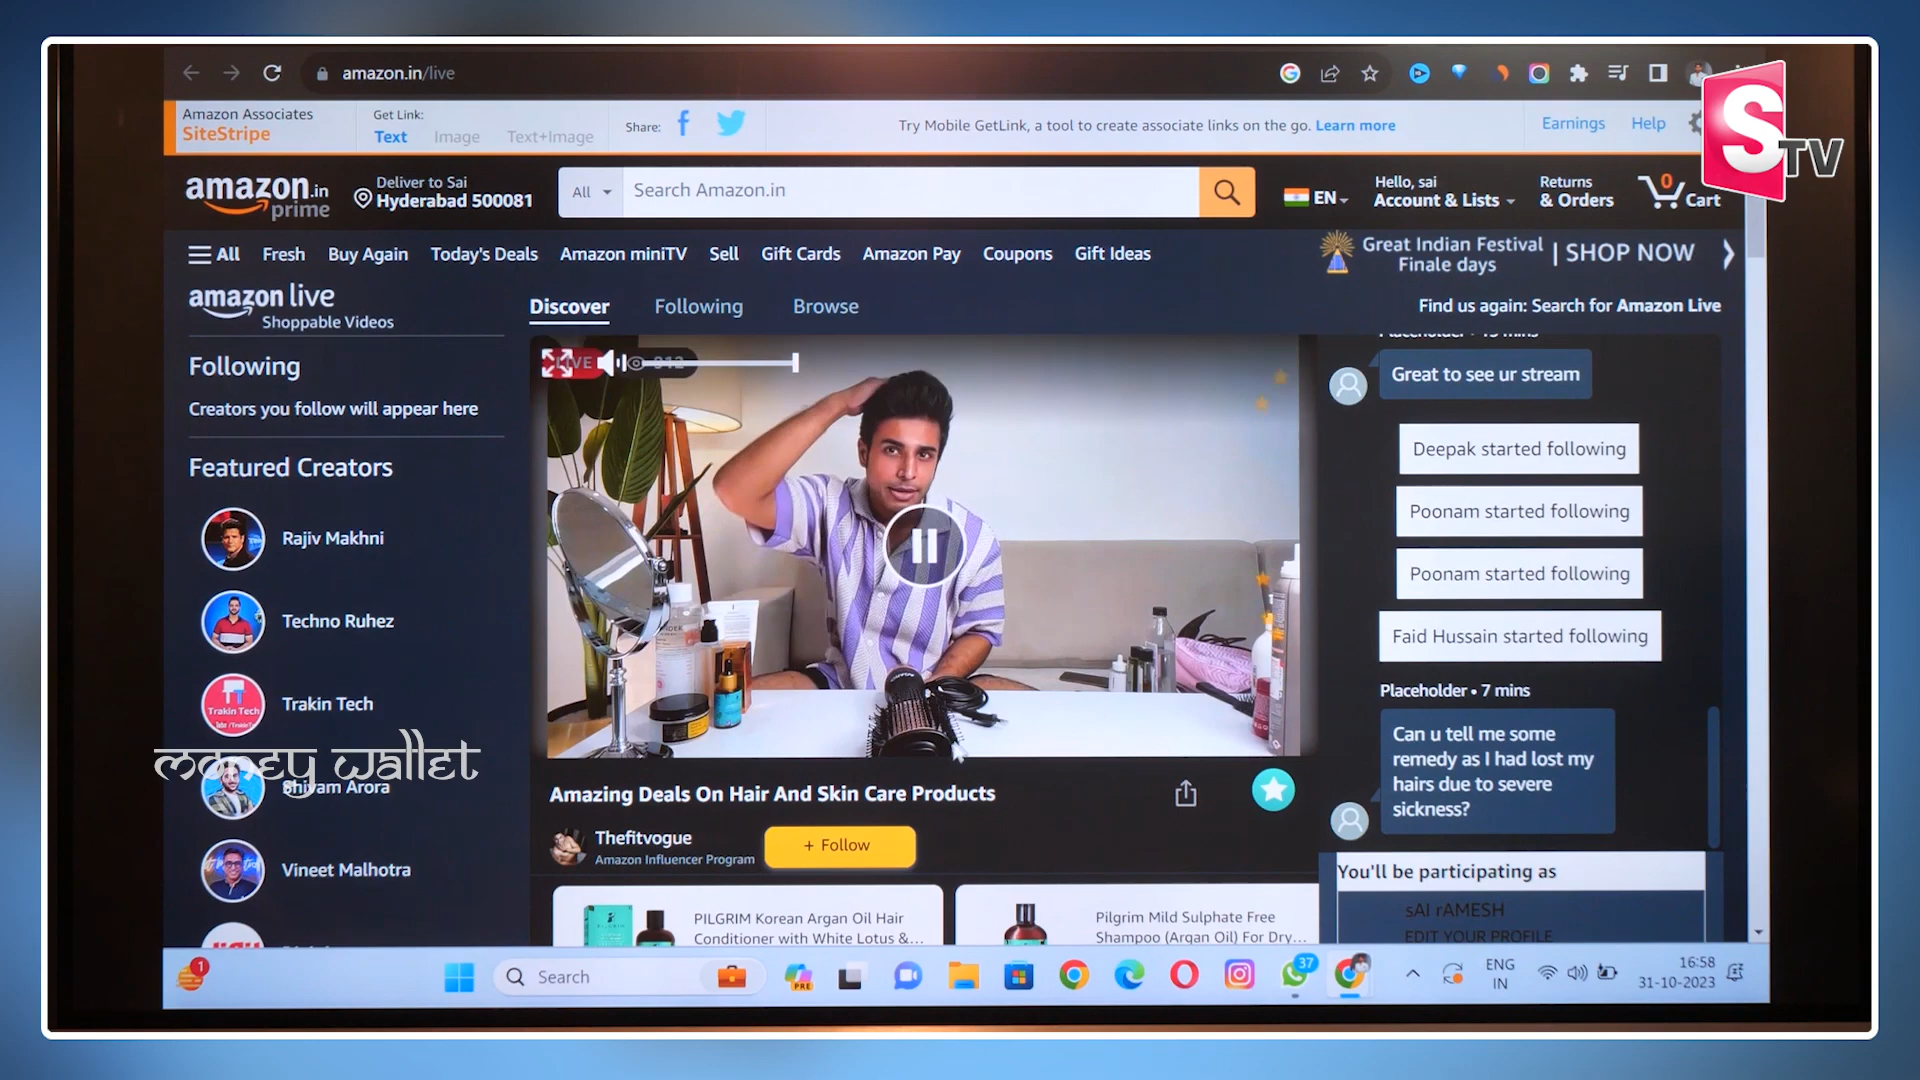 amazon.in/live
Amazon Associates
SiteStripe
Get Link:
Text Image Text+Image
Share:
Try Mobile GetLink, a tool to create associate links on the go. Learn more
Earnings Help
STV
amazon.in
prime
Deliver to Sai
Hyderabad 500081
All Search Amazon.in
EN
Hello, sai
Account & Lists
Returns
& Orders
0
Cart
All Fresh Buy Again Today's Deals Amazon miniTV Sell Gift Cards Amazon Pay Coupons Gift Ideas
Great Indian Festival
Finale days
| SHOP NOW
amazon live
Shoppable Videos
Discover Following Browse
Find us again: Search for Amazon Live
Following
Creators you follow will appear here
Featured Creators
Rajiv Makhni
Techno Ruhez
Trakin Tech
Trakin Tech
Shivam Arora
Vineet Malhotra
money wallet
LIVE
Amazing Deals On Hair And Skin Care Products
Thefitvogue
Amazon Influencer Program
+ Follow
PILGRIM Korean Argan Oil Hair
Conditioner with White Lotus &...
Pilgrim Mild Sulphate Free
Shampoo (Argan Oil) For Dry...
Great to see ur stream
Deepak started following
Poonam started following
Poonam started following
Faid Hussain started following
Placeholder • 7 mins
Can u tell me some
remedy as I had lost my
hairs due to severe
sickness?
You'll be participating as
sAI rAMESH
EDIT YOUR PROFILE
1
Search
PRE
37
ENG
IN
16:58
31-10-2023